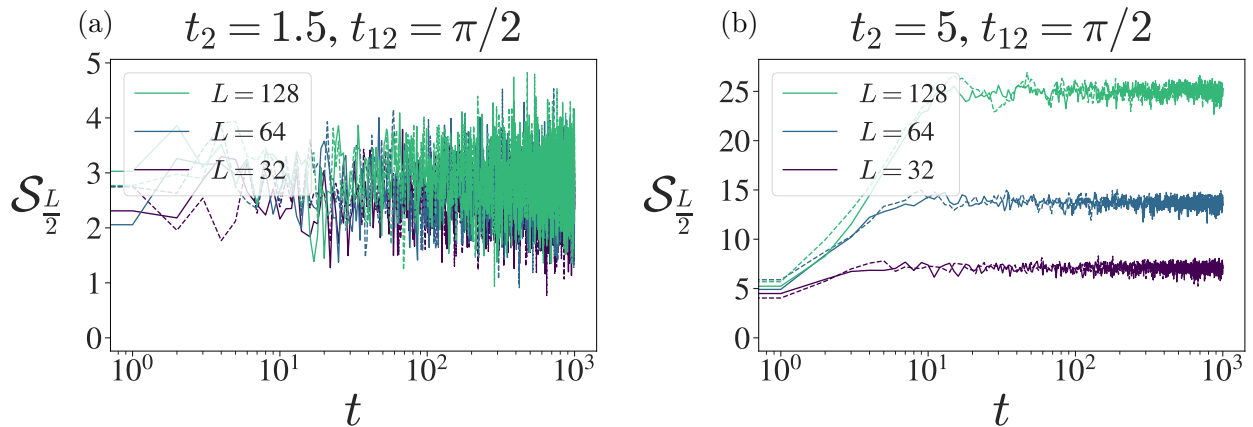 (a) t₂ = 1.5, t₁₂ = π/2
5
4
3
2
1
0
L = 128
L = 64
L = 32
𝒮_{L/2}
10⁰ 10¹ 10² 10³
t
(b) t₂ = 5, t₁₂ = π/2
25
20
15
10
5
0
L = 128
L = 64
L = 32
𝒮_{L/2}
10⁰ 10¹ 10² 10³
t